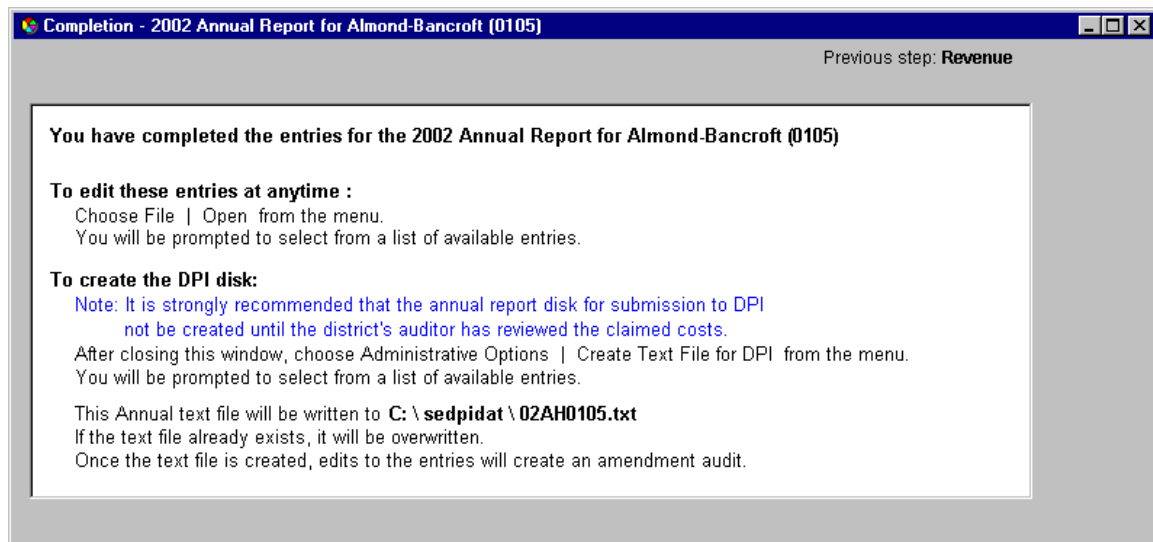 Completion - 2002 Annual Report for Almond-Bancroft (0105)
Previous step: Revenue
You have completed the entries for the 2002 Annual Report for Almond-Bancroft (0105)
To edit these entries at anytime :
Choose File | Open from the menu.
You will be prompted to select from a list of available entries.
To create the DPI disk:
Note: It is strongly recommended that the annual report disk for submission to DPI
not be created until the district's auditor has reviewed the claimed costs.
After closing this window, choose Administrative Options | Create Text File for DPI from the menu.
You will be prompted to select from a list of available entries.
This Annual text file will be written to C: \ sedpidat \ 02AH0105.txt
If the text file already exists, it will be overwritten.
Once the text file is created, edits to the entries will create an amendment audit.